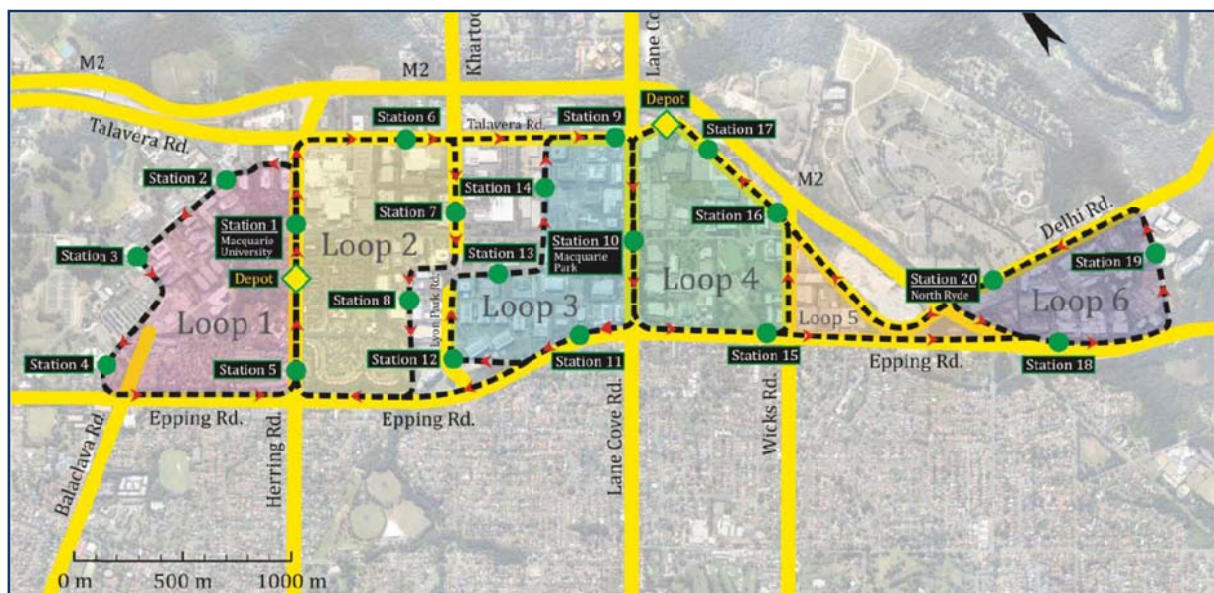 M2
M2
Khartoo
Lane Co
Depot
Station 6
Talavera Rd.
Station 9
Station 17
Talavera Rd.
Station 2
Station 14
M2
Station 1
Macquarie
University
Station 7
Station 16
Delhi Rd.
Loop 2
Station 13
Station 10
Macquarie
Park
Station 3
Depot
Station 8
Lyon Park Rd.
Loop 4
Station 20
North Ryde
Station 19
Loop 1
Loop 3
Loop 5
Loop 6
Station 4
Station 5
Station 12
Station 11
Station 15
Epping Rd.
Station 18
Epping Rd.
Epping Rd.
Balaclava Rd.
Herring Rd.
Lane Cove Rd.
Wicks Rd.
0 m 500 m 1000 m